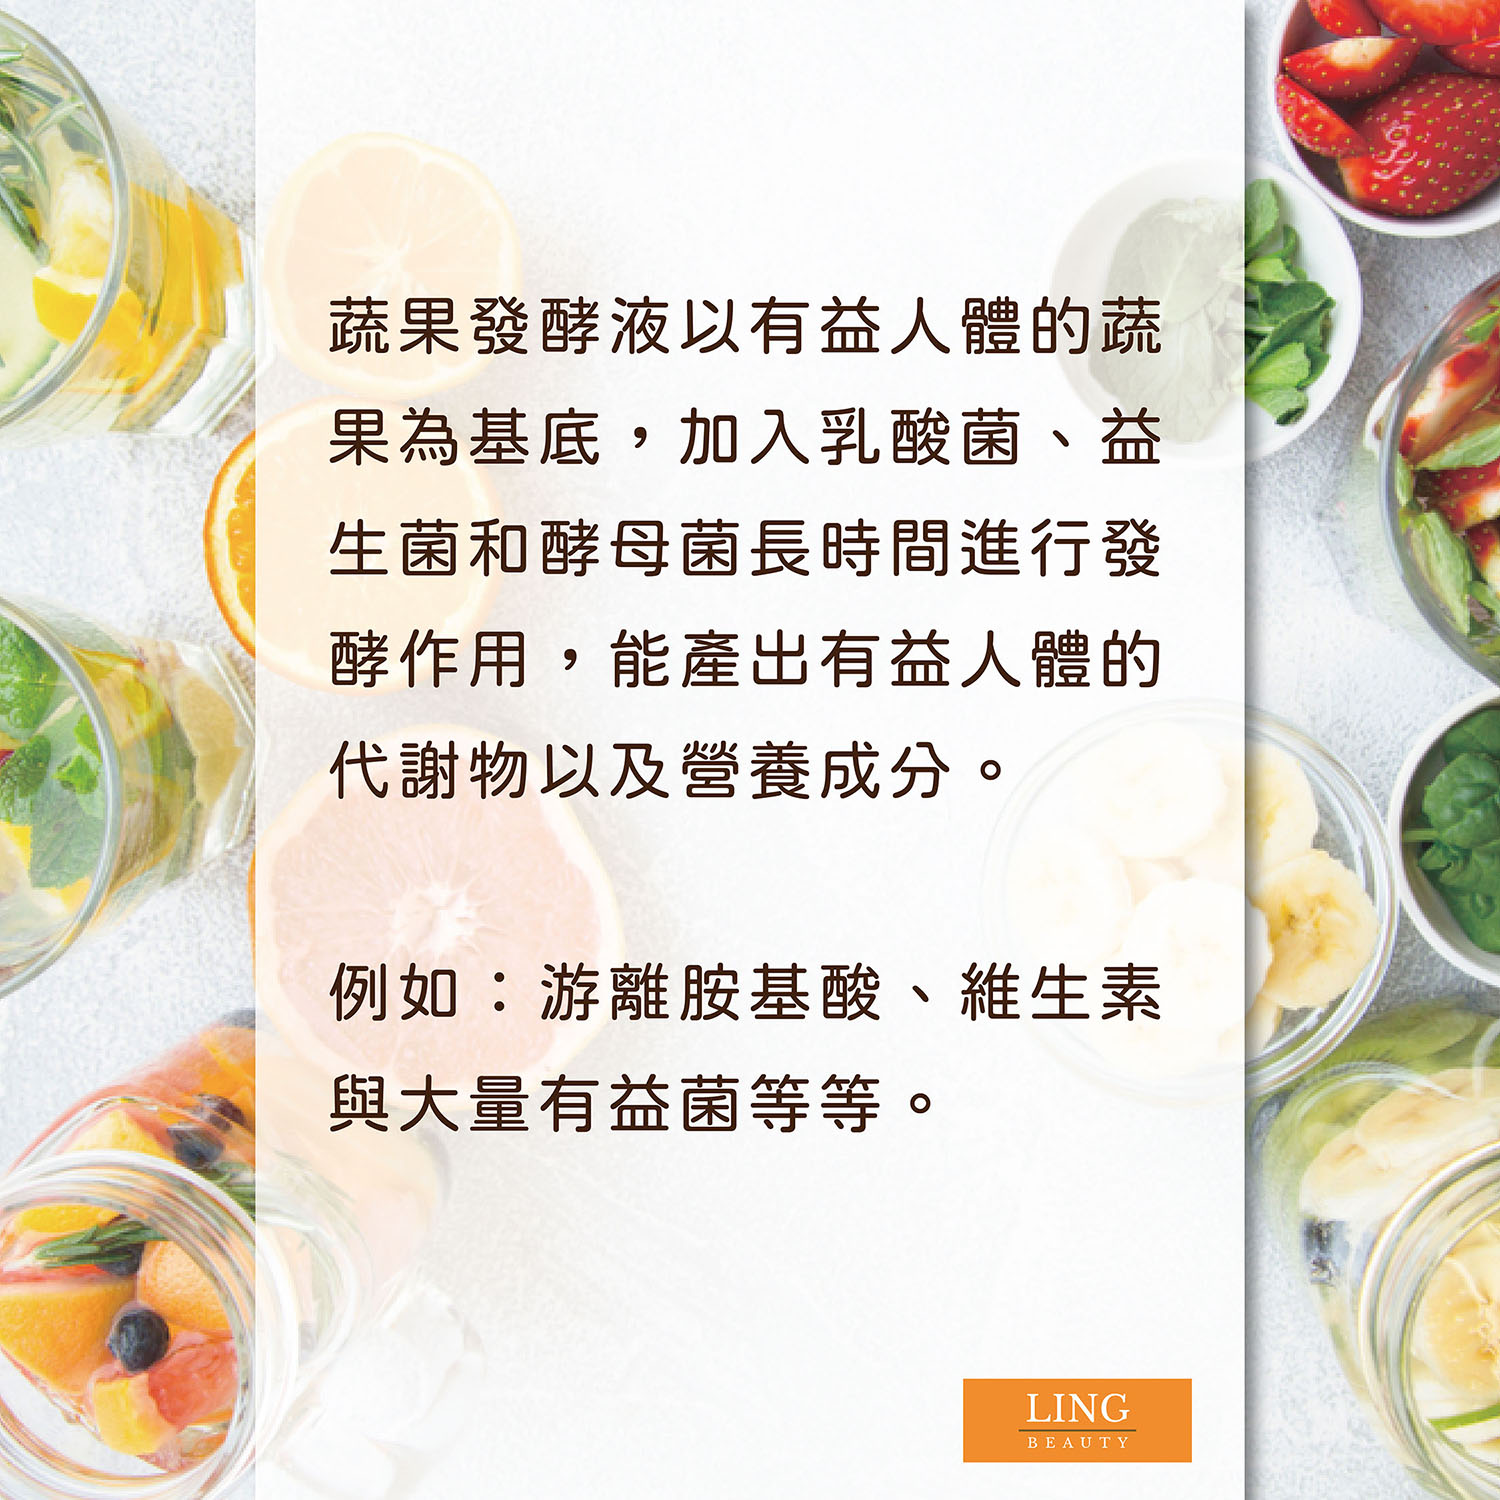 蔬果發酵液以有益人體的蔬
果為基底，加入乳酸菌、益
生菌和酵母菌長時間進行發
酵作用，能產出有益人體的
代謝物以及營養成分。
例如：游離胺基酸、維生素
與大量有益菌等等。
LING
BEAUTY